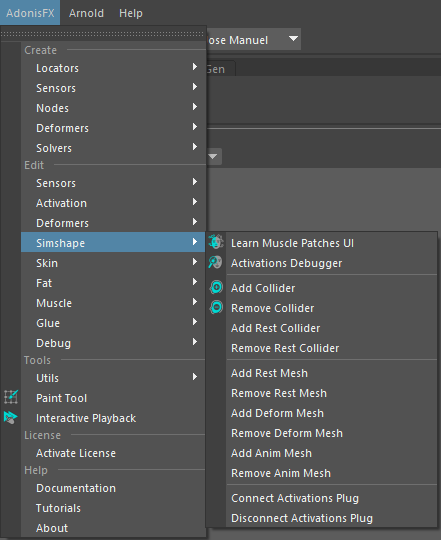 AdonisFX Arnold Help
ose Manuel
Gen
Create
Locators
Sensors
Nodes
Deformers
Solvers
Edit
Sensors
Activation
Deformers
Simshape
Skin
Fat
Muscle
Glue
Debug
Tools
Utils
Paint Tool
Interactive Playback
License
Activate License
Help
Documentation
Tutorials
About
Learn Muscle Patches UI
Activations Debugger
Add Collider
Remove Collider
Add Rest Collider
Remove Rest Collider
Add Rest Mesh
Remove Rest Mesh
Add Deform Mesh
Remove Deform Mesh
Add Anim Mesh
Remove Anim Mesh
Connect Activations Plug
Disconnect Activations Plug